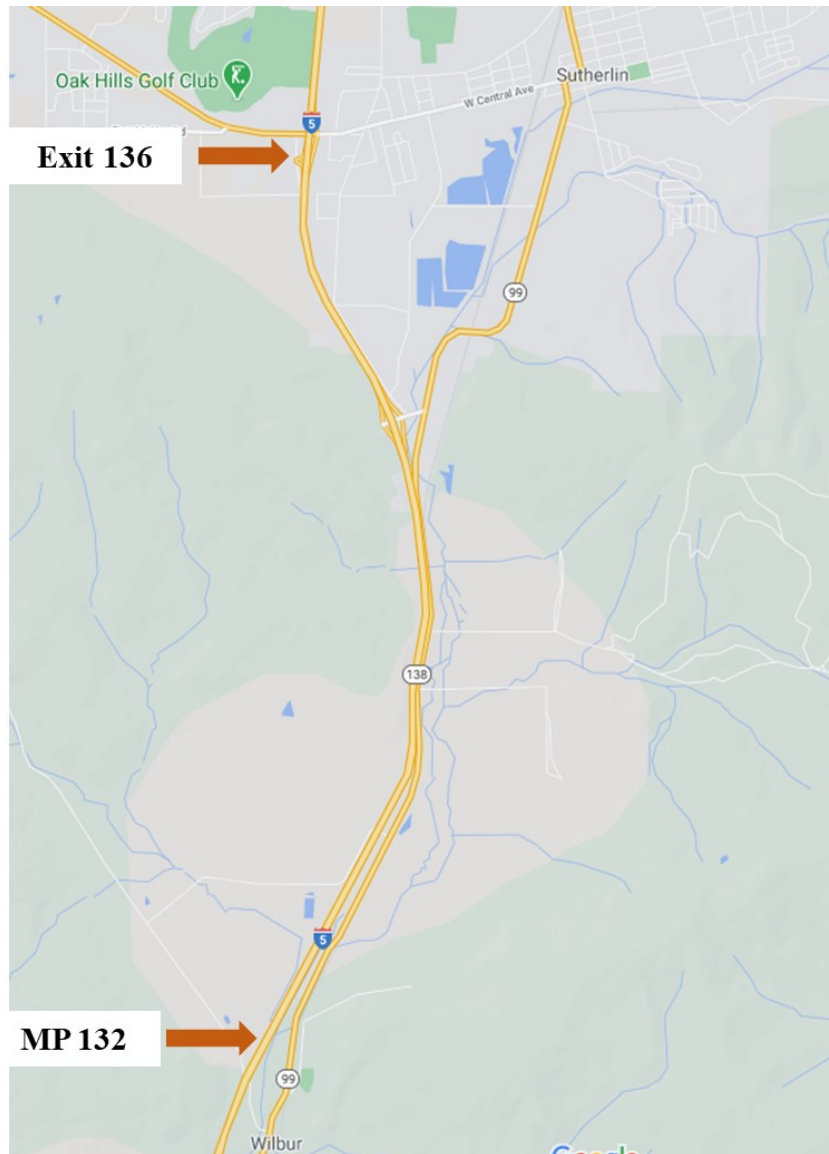 Oak Hills Golf Club
Sutherlin
W Central Ave
5
Exit 136
99
138
5
MP 132
99
Wilbur
Google